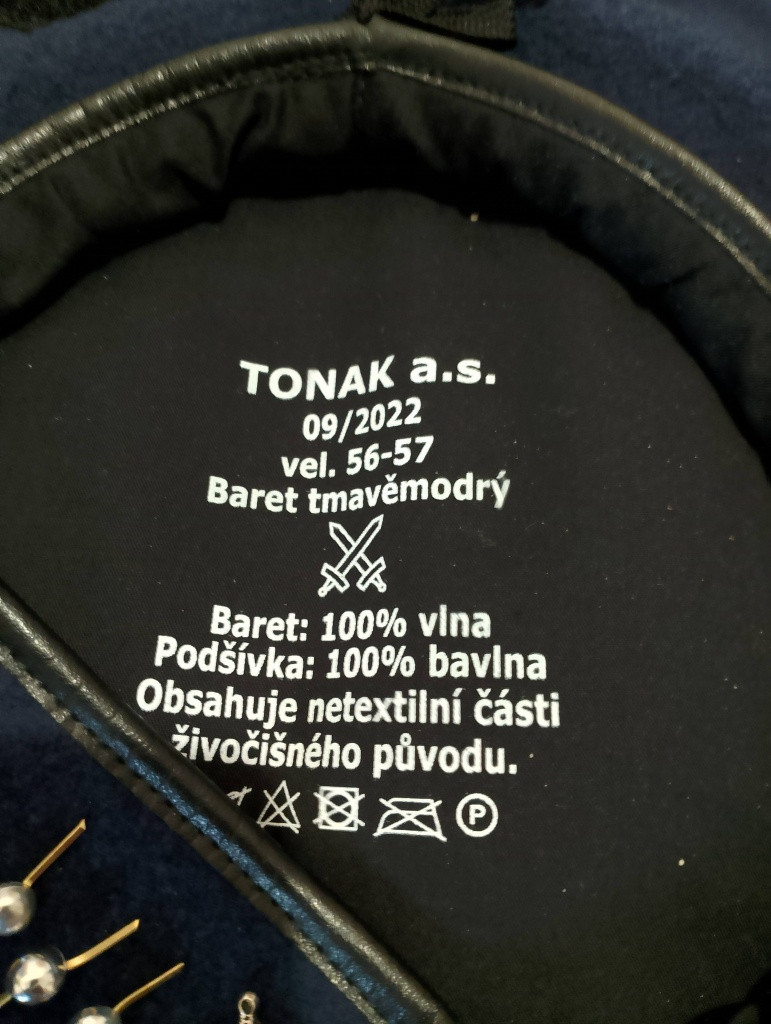 TONAK a.s.
09/2022
vel. 56-57
Baret tmavěmodrý
Baret: 100% vlna
Podšívka: 100% bavlna
Obsahuje netextilní části
živočišného původu.
P